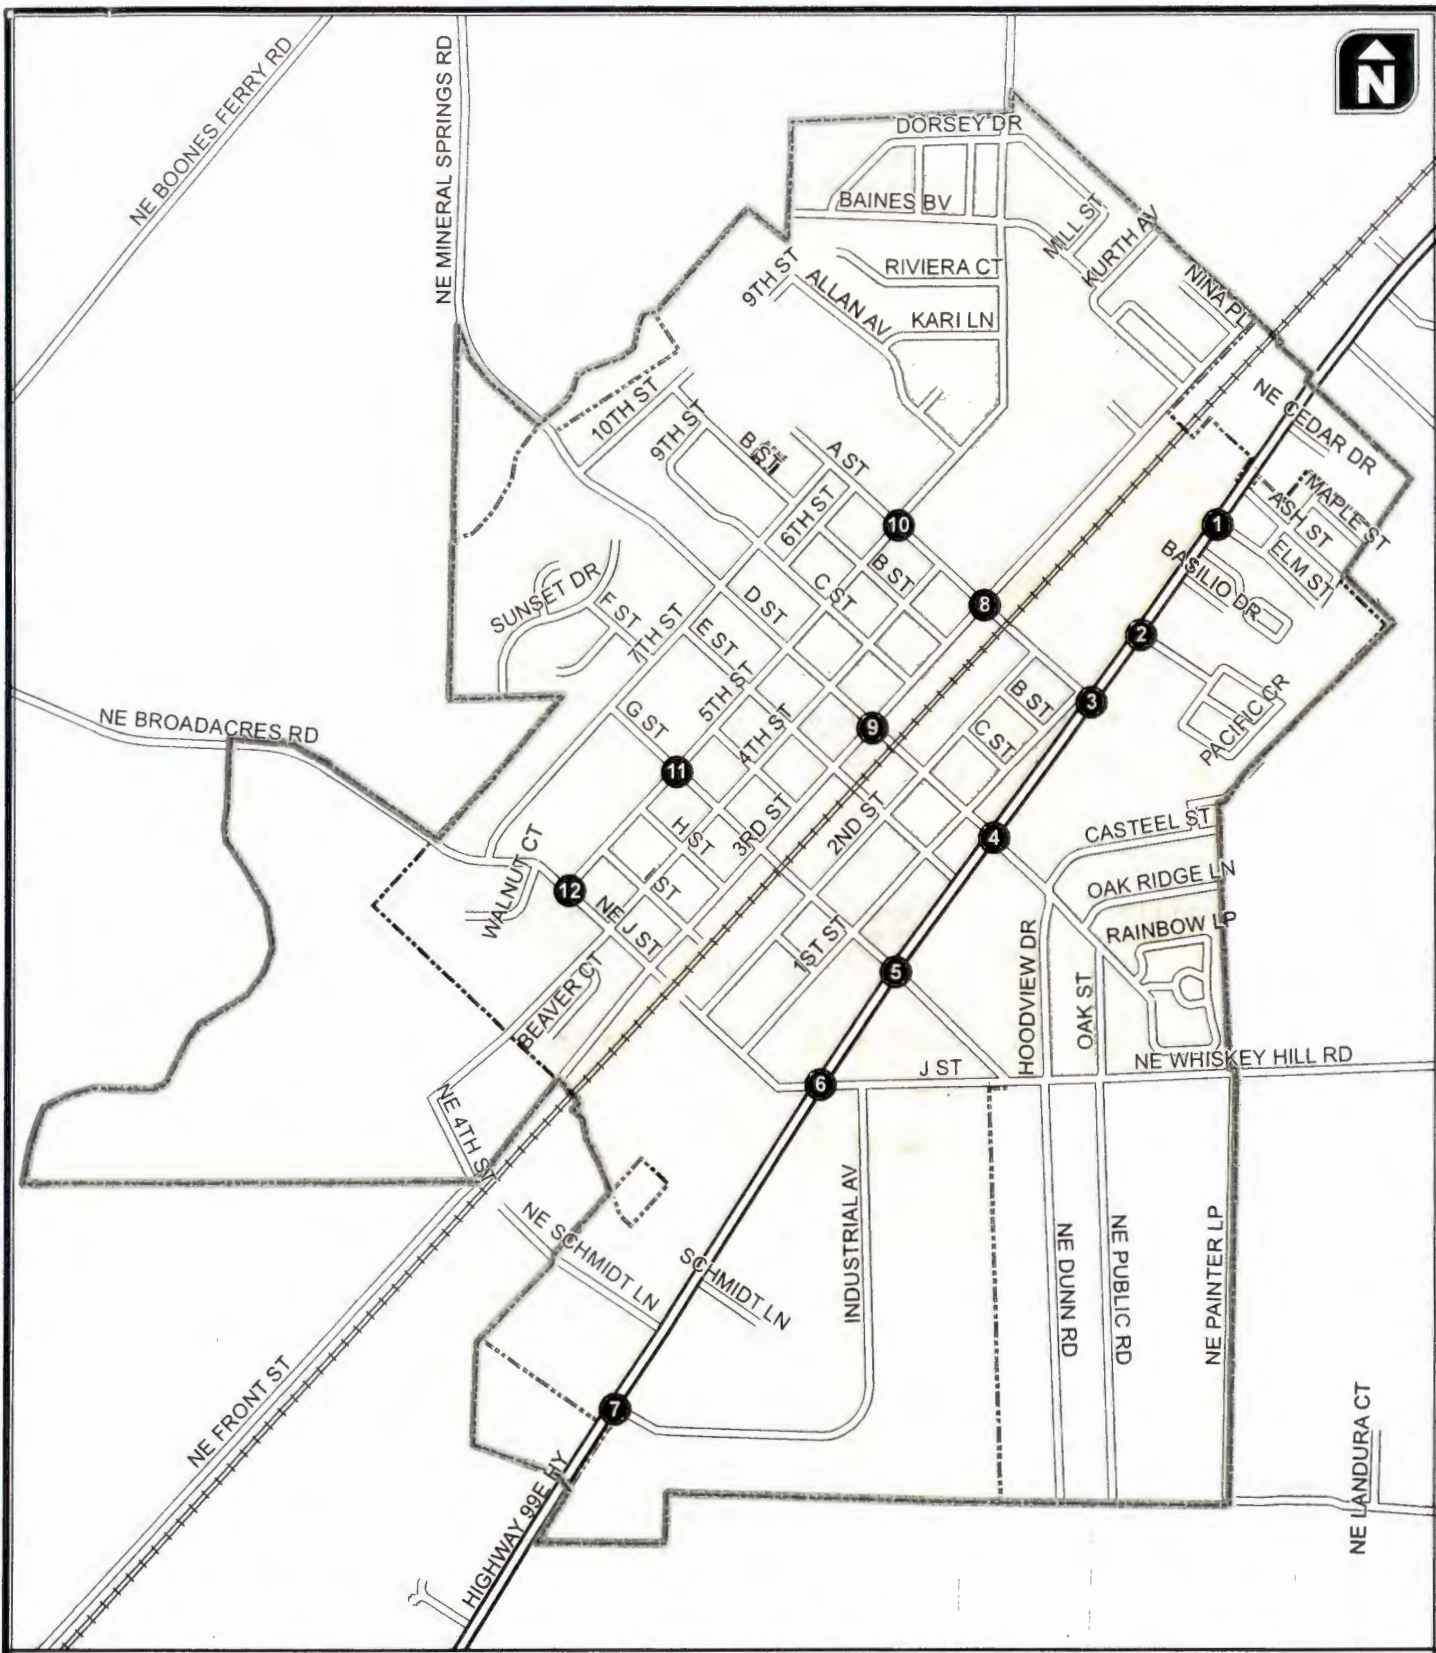 N
NE BOONES FERRY RD
NE MINERAL SPRINGS RD
DORSEY DR
BAINES BV
MILL ST
KURTH AV
NINA PL
RIVIERA CT
9TH ST
ALLAN AV
KARI LN
NE CEDAR DR
10TH ST
9TH ST
B ST
A ST
6TH ST
MAPLE ST
ASH ST
ELM ST
BASILIO DR
1
10
B ST
C ST
D ST
8
2
SUNSET DR
F ST
7TH ST
E ST
5TH ST
B ST
3
PACIFIC CR
NE BROADACRES RD
G ST
4TH ST
9
C ST
11
H ST
3RD ST
2ND ST
4
CASTEEL ST
WALNUT CT
12
ST
OAK RIDGE LN
RAINBOW LP
NE J ST
1ST ST
5
HOODVIEW DR
OAK ST
BEAVER CT
J ST
NE WHISKEY HILL RD
6
NE 4TH ST
NE SCHMIDT LN
SCHMIDT LN
INDUSTRIAL AV
NE DUNN RD
NE PUBLIC RD
NE PAINTER LP
NE FRONT ST
7
HIGHWAY 99E HY
NE LANDURA CT